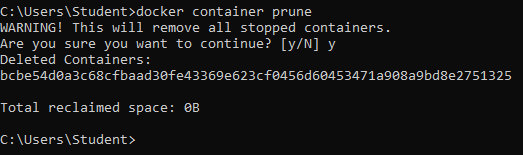 C:\Users\Student>docker container prune
WARNING! This will remove all stopped containers.
Are you sure you want to continue? [y/N] y
Deleted Containers:
bcbe54d0a3c68cfbaad30fe43369e623cf0456d60453471a908a9bd8e2751325
Total reclaimed space: 0B
C:\Users\Student>